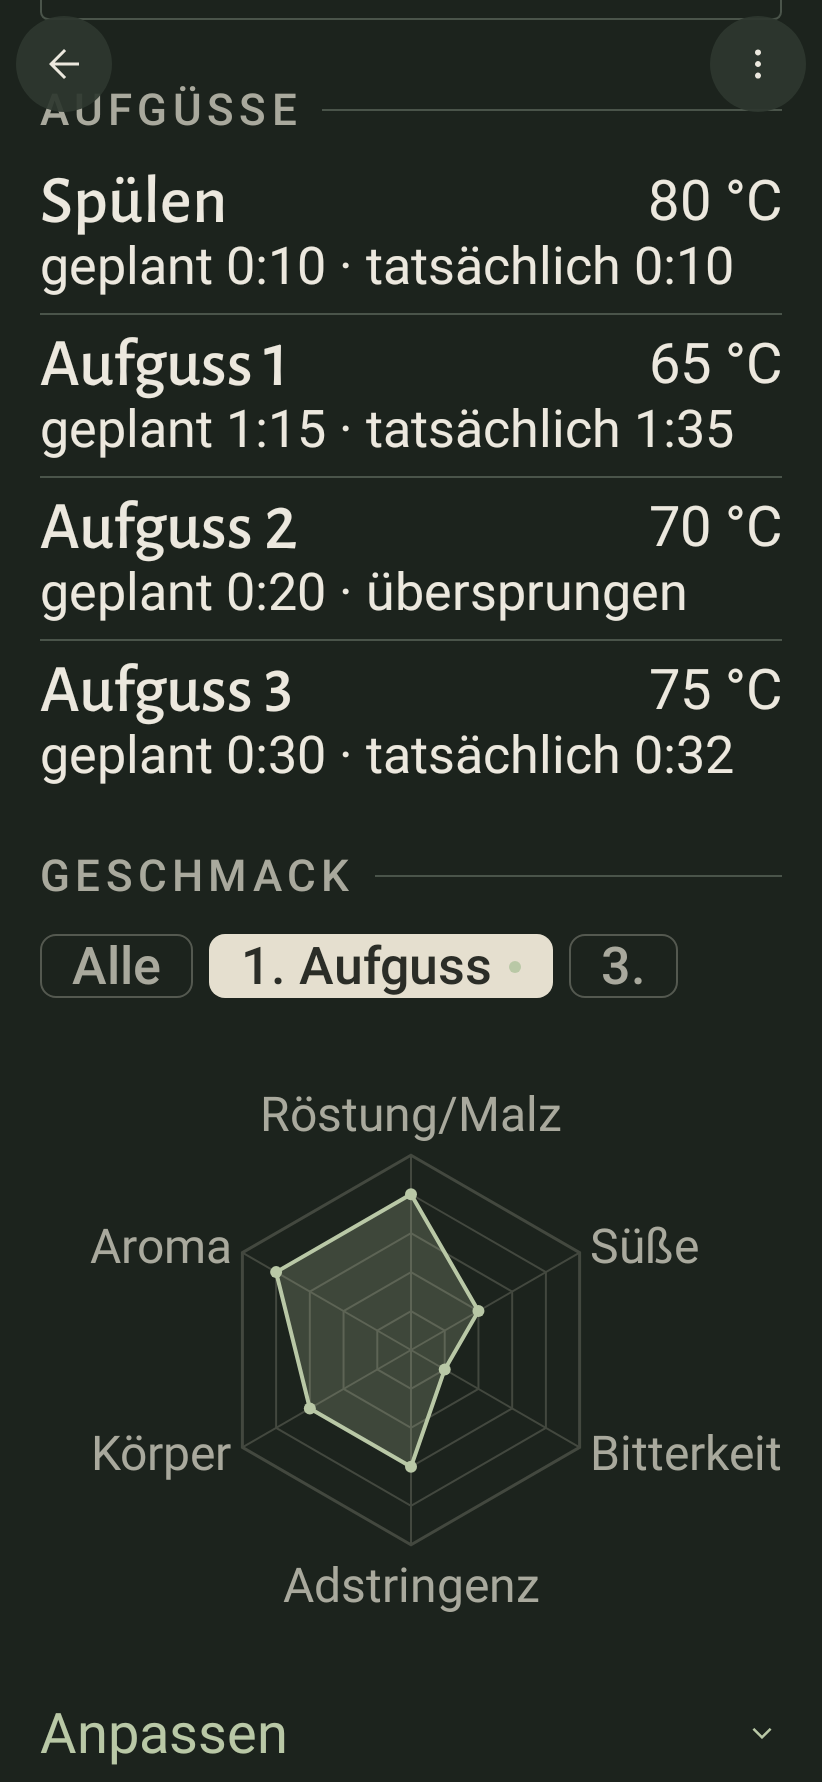 AUFGÜSSE
Spülen 80 °C
geplant 0:10 · tatsächlich 0:10
Aufguss 1 65 °C
geplant 1:15 · tatsächlich 1:35
Aufguss 2 70 °C
geplant 0:20 · übersprungen
Aufguss 3 75 °C
geplant 0:30 · tatsächlich 0:32
GESCHMACK
Alle 1. Aufguss 3.
Röstung/Malz
Aroma Süße
Körper Bitterkeit
Adstringenz
Anpassen